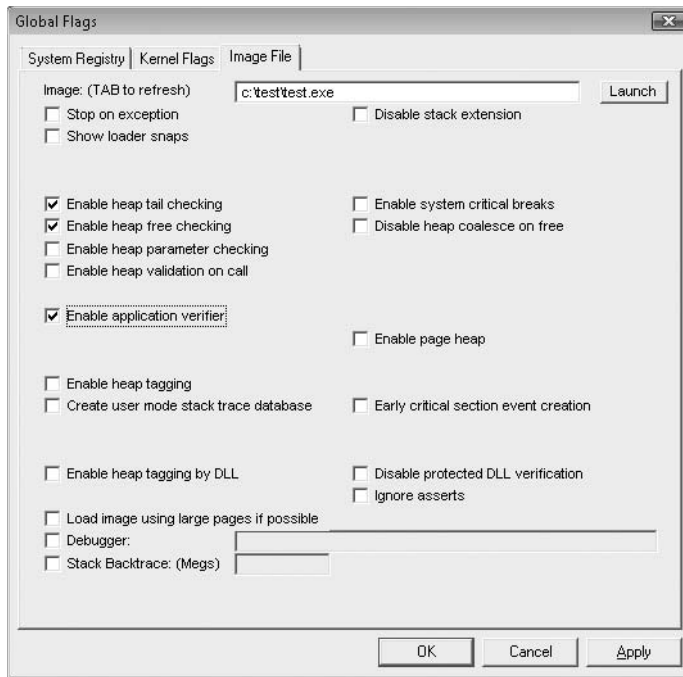 Global Flags
System Registry Kernel Flags Image File
Image: (TAB to refresh) c:\test\test.exe Launch
Stop on exception Disable stack extension
Show loader snaps
Enable heap tail checking Enable system critical breaks
Enable heap free checking Disable heap coalesce on free
Enable heap parameter checking
Enable heap validation on call
Enable application verifier
Enable page heap
Enable heap tagging
Create user mode stack trace database Early critical section event creation
Enable heap tagging by DLL Disable protected DLL verification
Ignore asserts
Load image using large pages if possible
Debugger:
Stack Backtrace: (Megs)
OK Cancel Apply